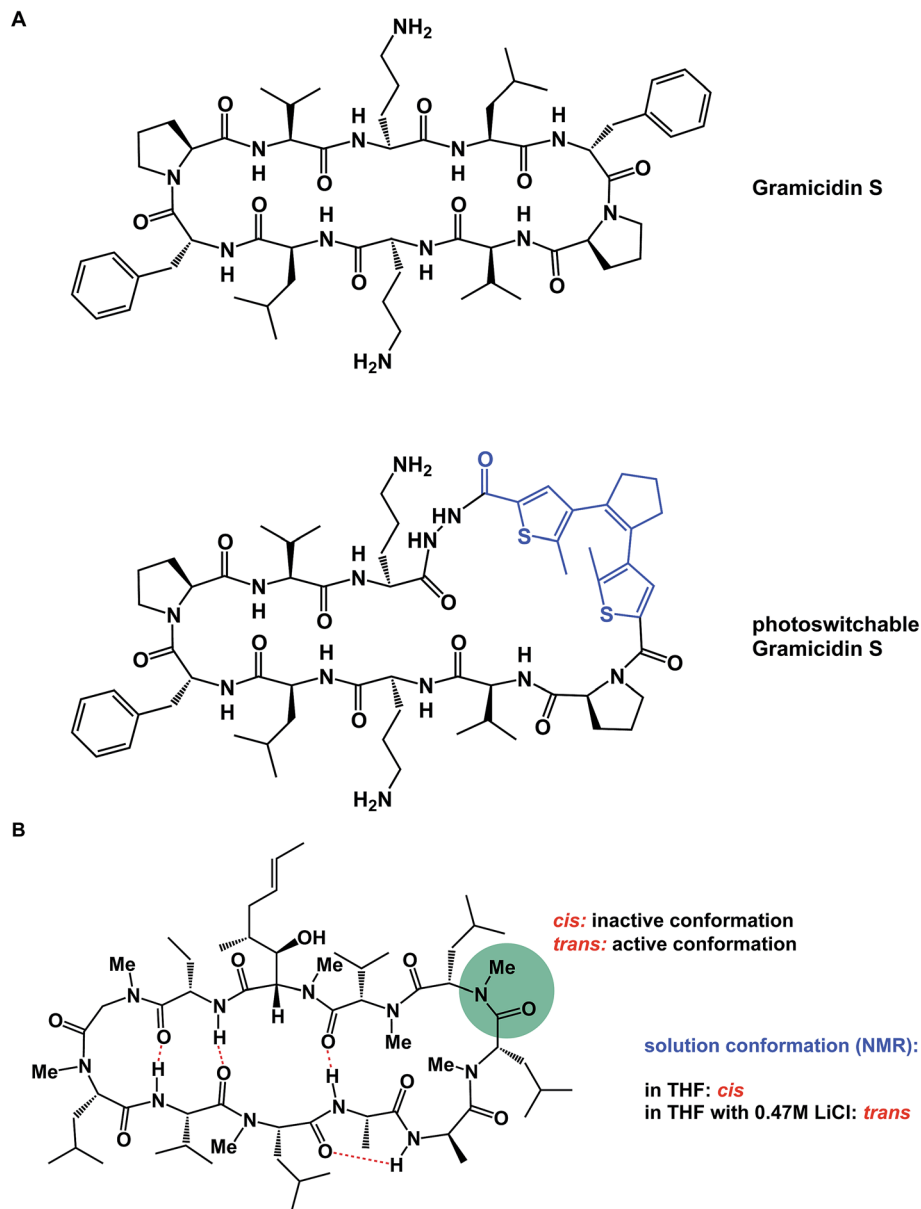 A
NH2
O H O H
N N N N
H O H O O
N O H O H N
O N N N N
H O H O
H2N
Gramicidin S
NH2 O
HN
HN S
O H
N N
H O O S
N O H O H N O
O N N N N
H O H O
H2N
photoswitchable
Gramicidin S
B
cis: inactive conformation
trans: active conformation
OH
Me O Me O Me
N N H N N O
O O H O Me
Me N H O H Me N
N N O
O Me N O N
O H
solution conformation (NMR):
in THF: cis
in THF with 0.47M LiCl: trans